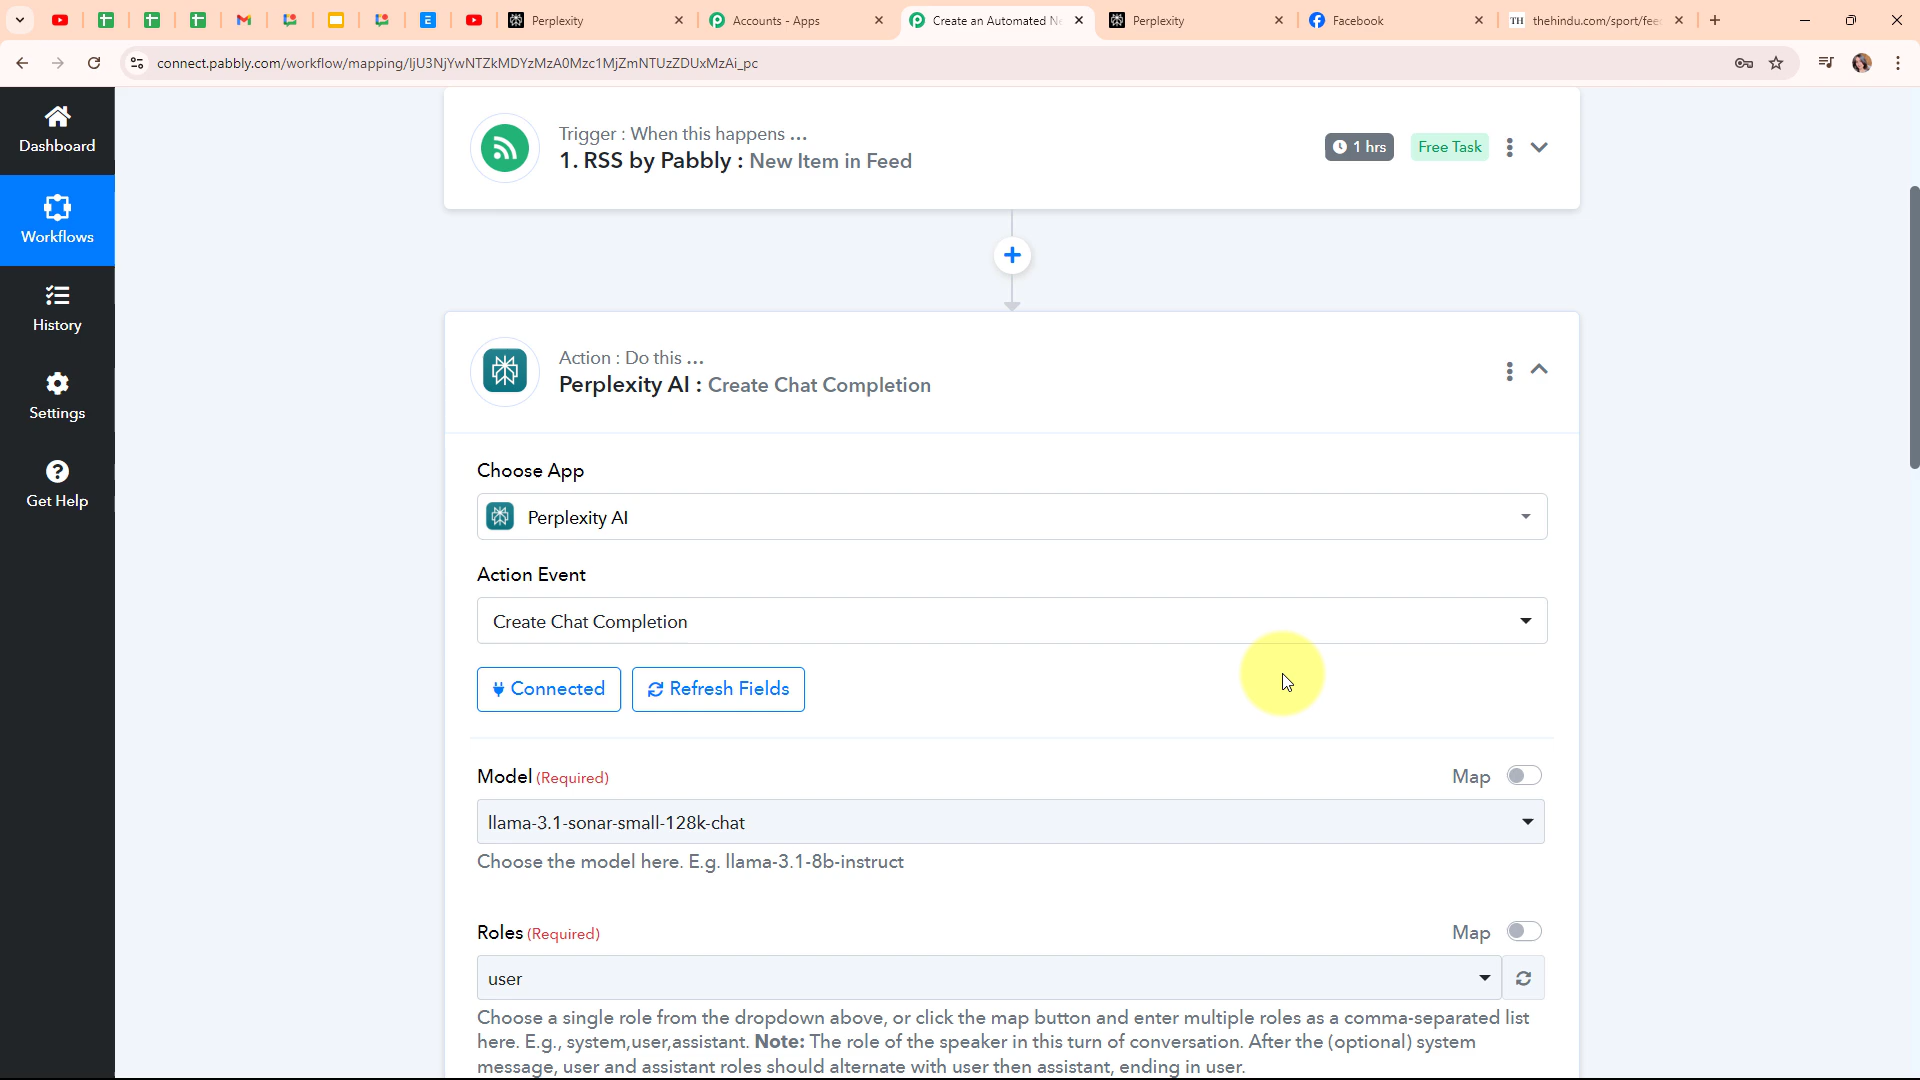 Perplexity
Accounts - Apps
Create an Automated N
Perplexity
Facebook
TH
thehindu.com/sport/fee
connect.pabbly.com/workflow/mapping/IjU3NjYwNTZkMDYzMzA0Mzc1MjZmNTUzZDUxMzAi_pc
Dashboard
Workflows
History
Settings
Get Help
Trigger : When this happens ...
1. RSS by Pabbly : New Item in Feed
1 hrs
Free Task
Action : Do this ...
Perplexity AI : Create Chat Completion
Choose App
Perplexity AI
Action Event
Create Chat Completion
Connected
Refresh Fields
Model (Required)
Map
llama-3.1-sonar-small-128k-chat
Choose the model here. E.g. llama-3.1-8b-instruct
Roles (Required)
Map
user
Choose a single role from the dropdown above, or click the map button and enter multiple roles as a comma-separated list
here. E.g., system,user,assistant. Note: The role of the speaker in this turn of conversation. After the (optional) system
message, user and assistant roles should alternate with user then assistant, ending in user.